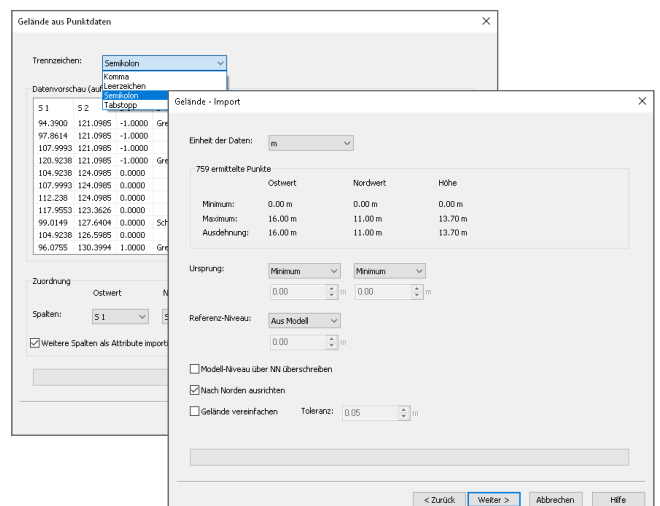 Gelände aus Punktdaten
Trennzeichen: Semikolon
Komma
Leerzeichen
Semikolon
Tabstopp
Datenvorschau (auf
S 1 S 2
94.3900 121.0985 -1.0000 Gre
97.8614 121.0985 -1.0000
107.9993 121.0985 -1.0000
120.9238 121.0985 -1.0000 Gre
104.9238 124.0985 0.0000
107.9993 124.0985 0.0000
112.238 124.0985 0.0000
117.9553 123.3626 0.0000
99.0149 127.6404 0.0000 Sch
104.9238 126.5985 0.0000
96.0755 130.3994 1.0000 Gre
Zuordnung
Ostwert N
Spalten: S 1 S
Weitere Spalten als Attribute importi
Gelände - Import
Einheit der Daten: m
759 ermittelte Punkte
Ostwert Nordwert Höhe
Minimum: 0.00 m 0.00 m 0.00 m
Maximum: 16.00 m 11.00 m 13.70 m
Ausdehnung: 16.00 m 11.00 m 13.70 m
Ursprung: Minimum Minimum
0.00 m 0.00 m
Referenz-Niveau: Aus Modell
0.00 m
Modell-Niveau über NN überschreiben
Nach Norden ausrichten
Gelände vereinfachen Toleranz: 0.05 m
< Zurück Weiter > Abbrechen Hilfe